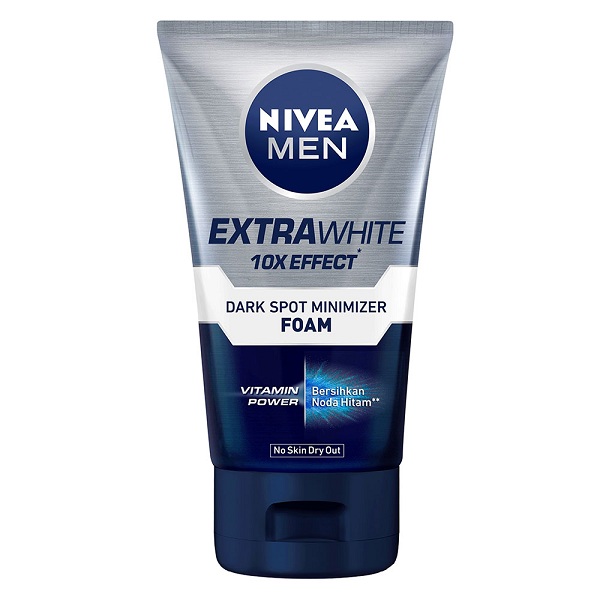 NIVEA
MEN
EXTRAWHITE
10X EFFECT*
DARK SPOT MINIMIZER
FOAM
VITAMIN
POWER
Bersihkan
Noda Hitam**
No Skin Dry Out